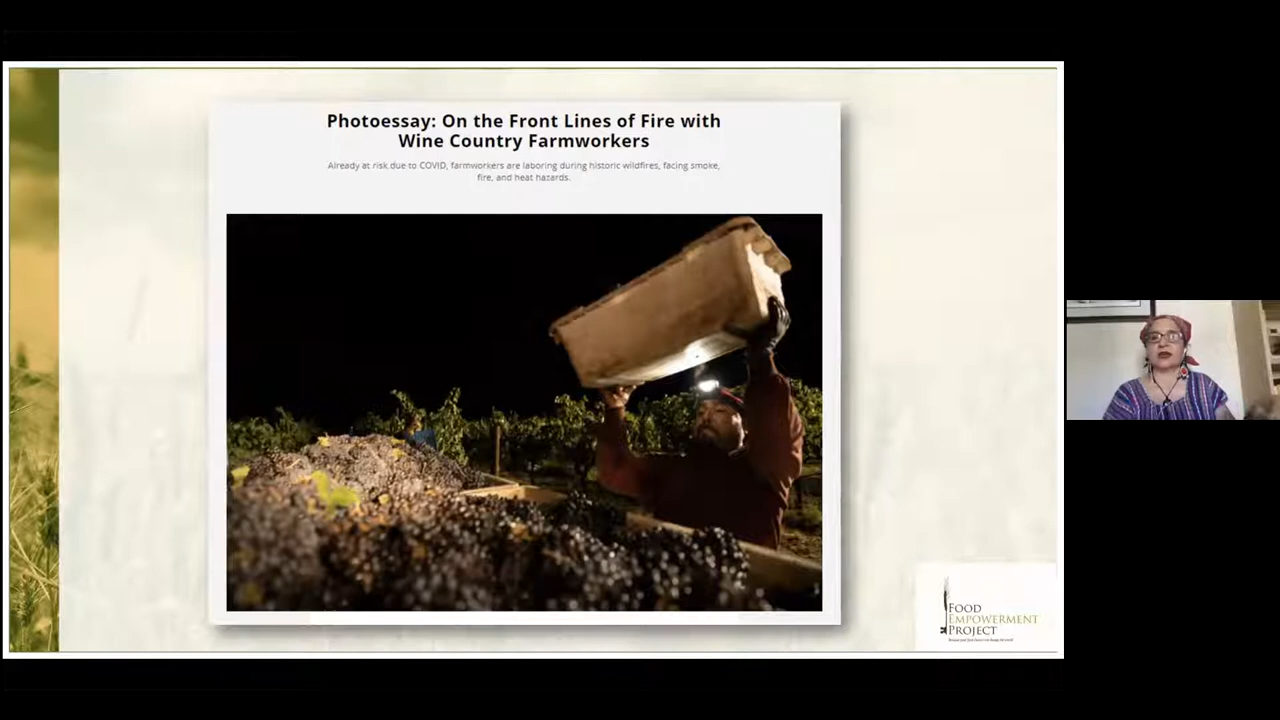 Photoessay: On the Front Lines of Fire with
Wine Country Farmworkers
Already at risk due to COVID, farmworkers are laboring during historic wildfires, facing smoke,
fire, and heat hazards.
FOOD
EMPOWERMENT
PROJECT